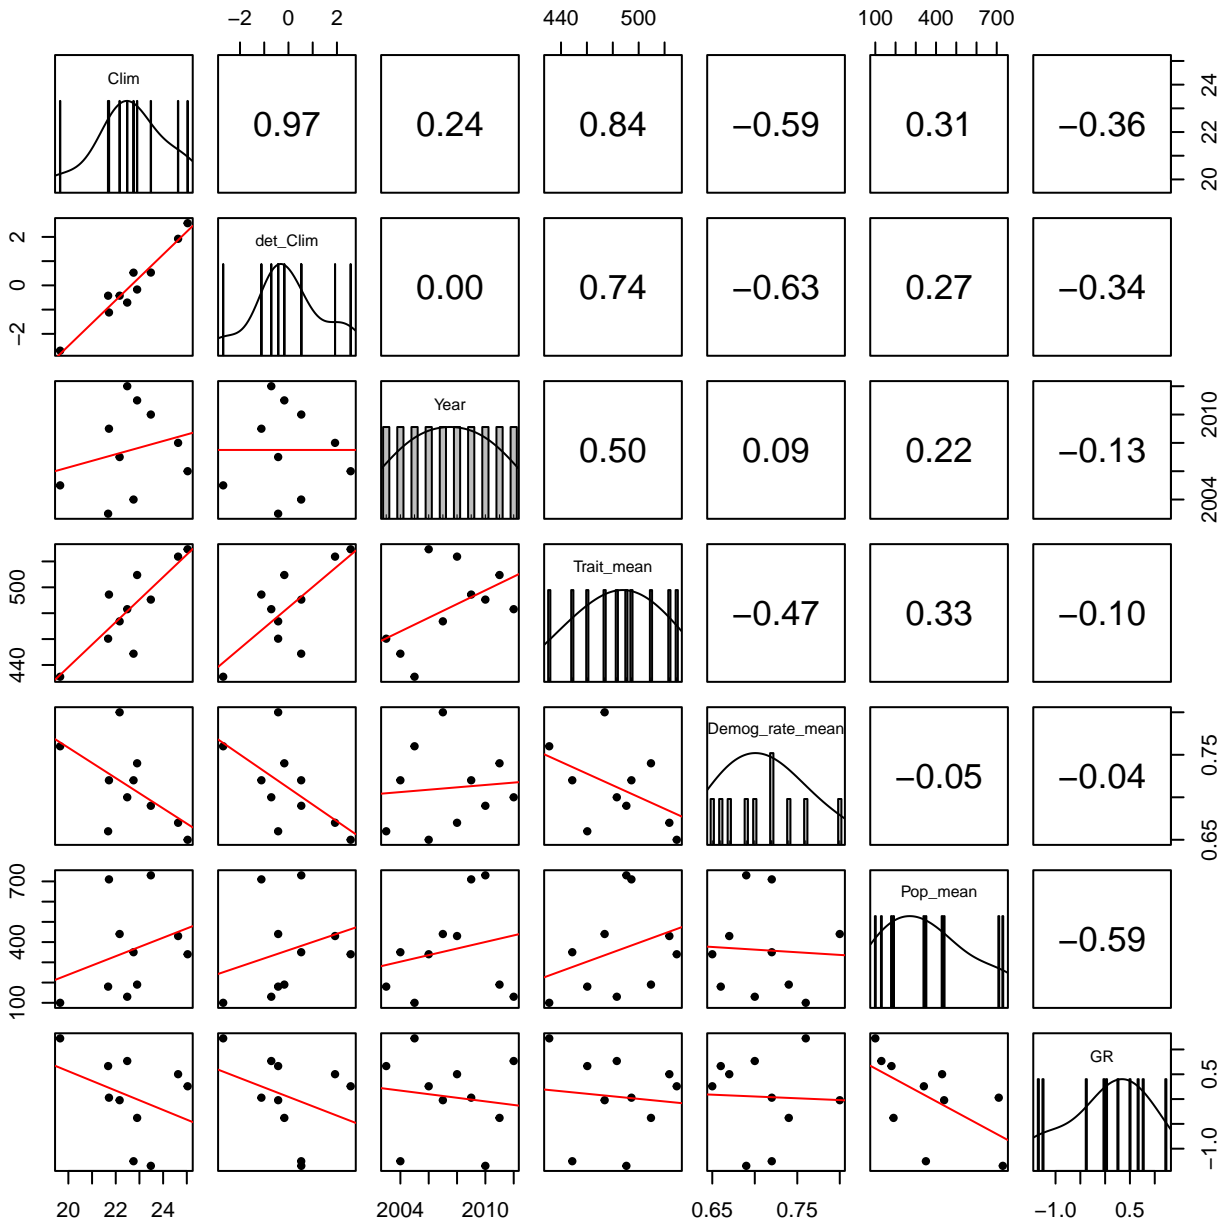 −2 0 2 440 500 100 400 700
Clim 0.97 0.24 0.84 −0.59 0.31 −0.36 20 22 24
−2 0 2 det_Clim 0.00 0.74 −0.63 0.27 −0.34
Year 0.50 0.09 0.22 −0.13 2004 2010
440 500 Trait_mean −0.47 0.33 −0.10
Demog_rate_mean −0.05 −0.04 0.65 0.75
100 400 700 Pop_mean −0.59
GR −1.0 0.5
20 22 24 2004 2010 0.65 0.75 −1.0 0.5